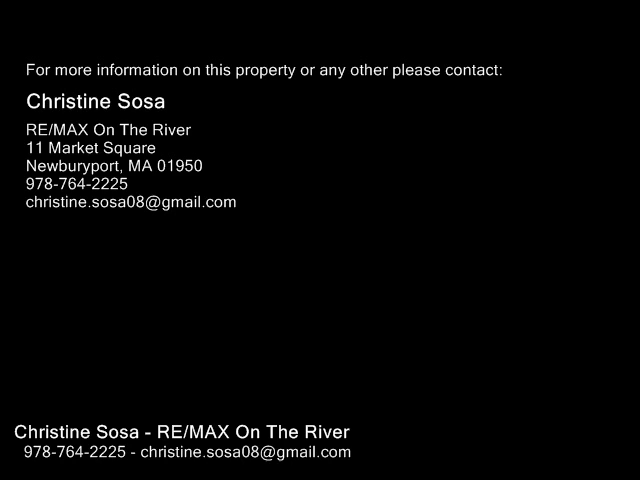 For more information on this property or any other please contact:
Christine Sosa
RE/MAX On The River
11 Market Square
Newburyport, MA 01950
978-764-2225
christine.sosa08@gmail.com
Christine Sosa - RE/MAX On The River
978-764-2225 - christine.sosa08@gmail.com